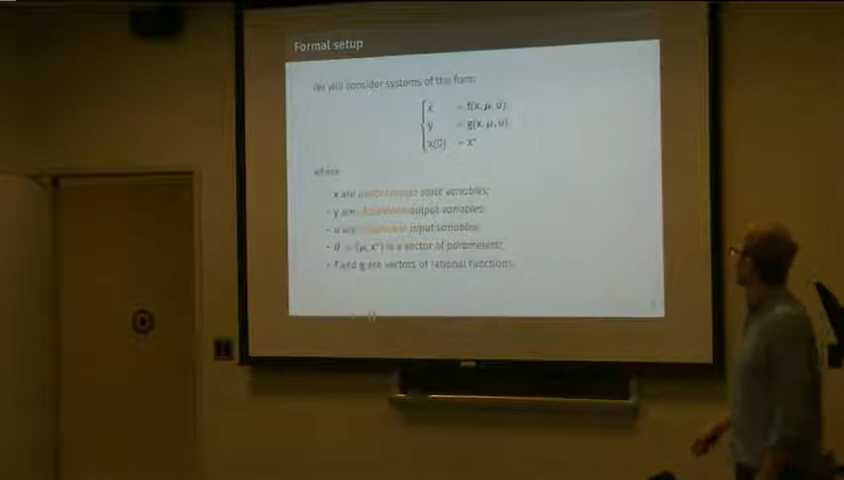 Formal setup
We will consider systems of the form
ẋ = f(x, μ, u)
y = g(x, μ, u)
x(0) = x*
where
- x are state variables;
- y are output variables;
- u are input variables;
- θ = (μ, x*) is a vector of parameters;
- f and g are vectors of rational functions.